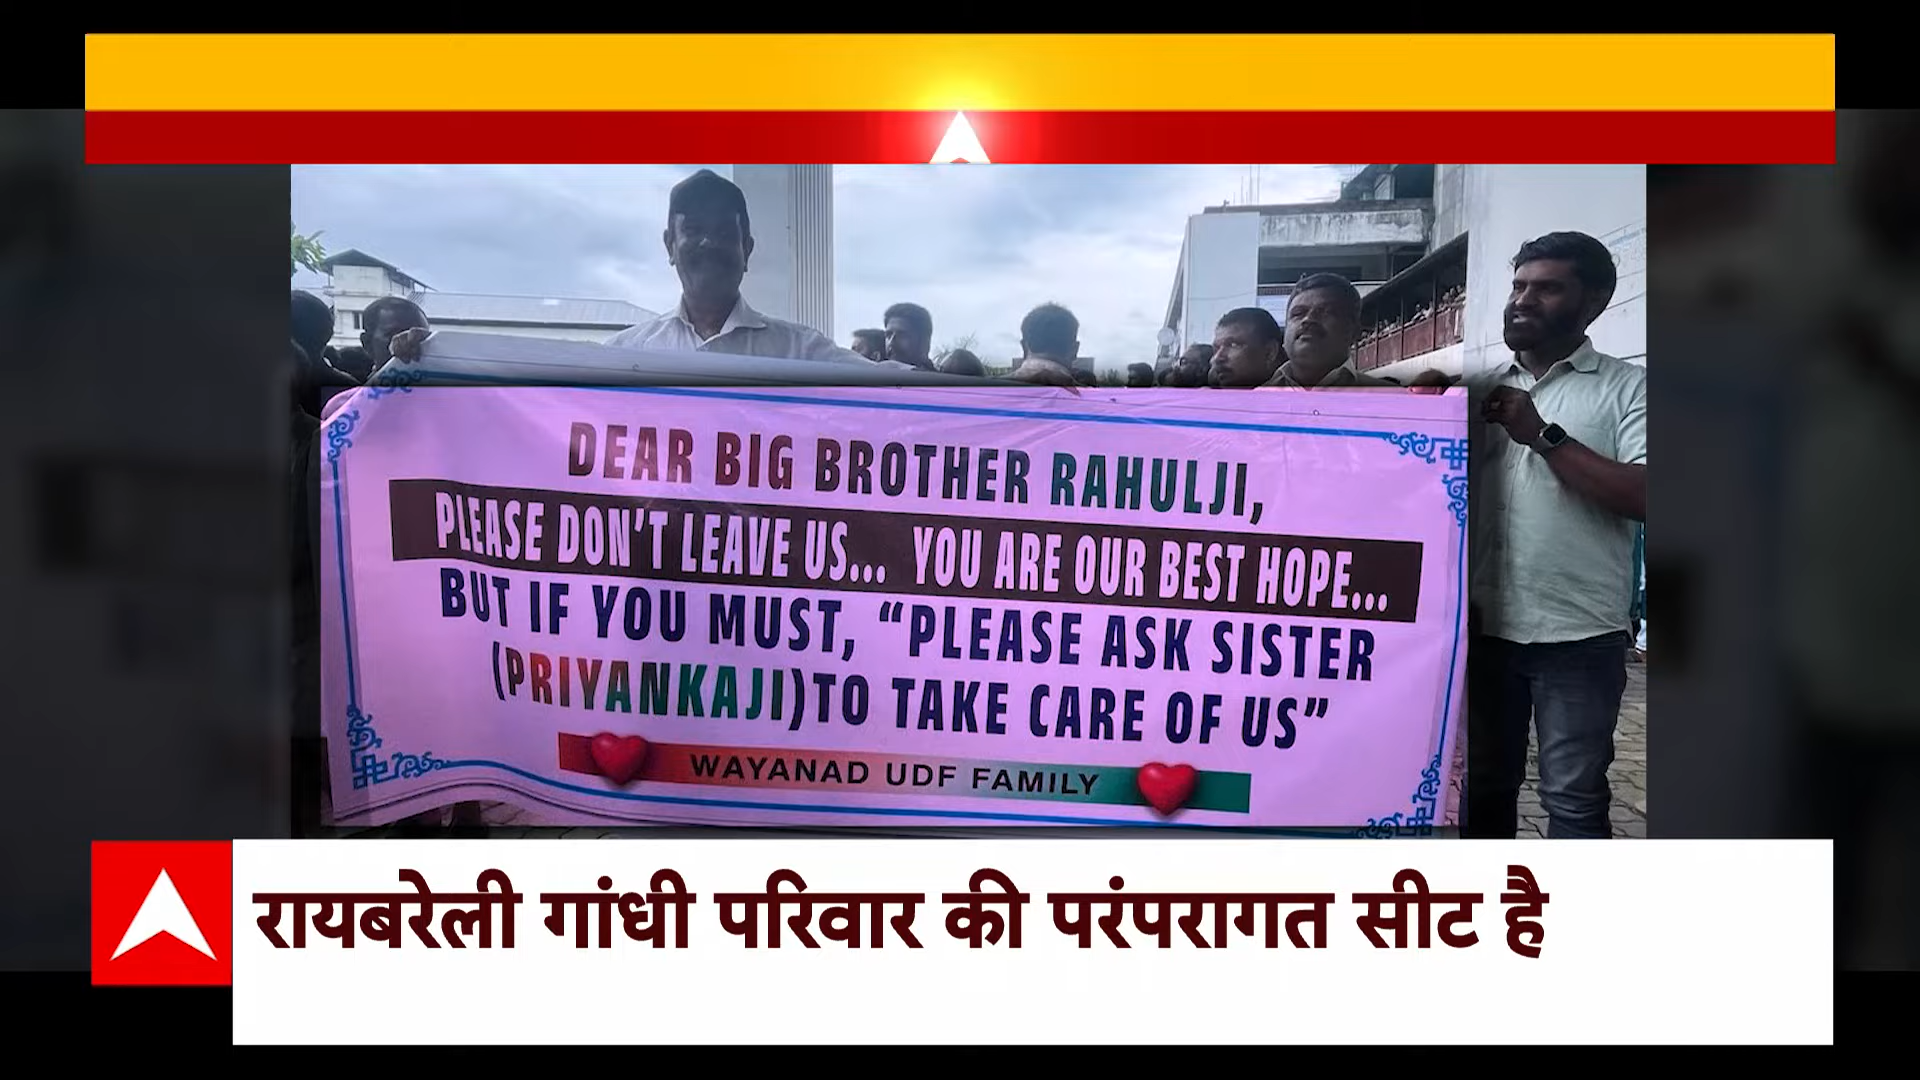 DEAR BIG BROTHER RAHULJI,
PLEASE DON'T LEAVE US... YOU ARE OUR BEST HOPE...
BUT IF YOU MUST, “PLEASE ASK SISTER
(PRIYANKAJI)TO TAKE CARE OF US”
WAYANAD UDF FAMILY
रायबरेली गांधी परिवार की परंपरागत सीट है